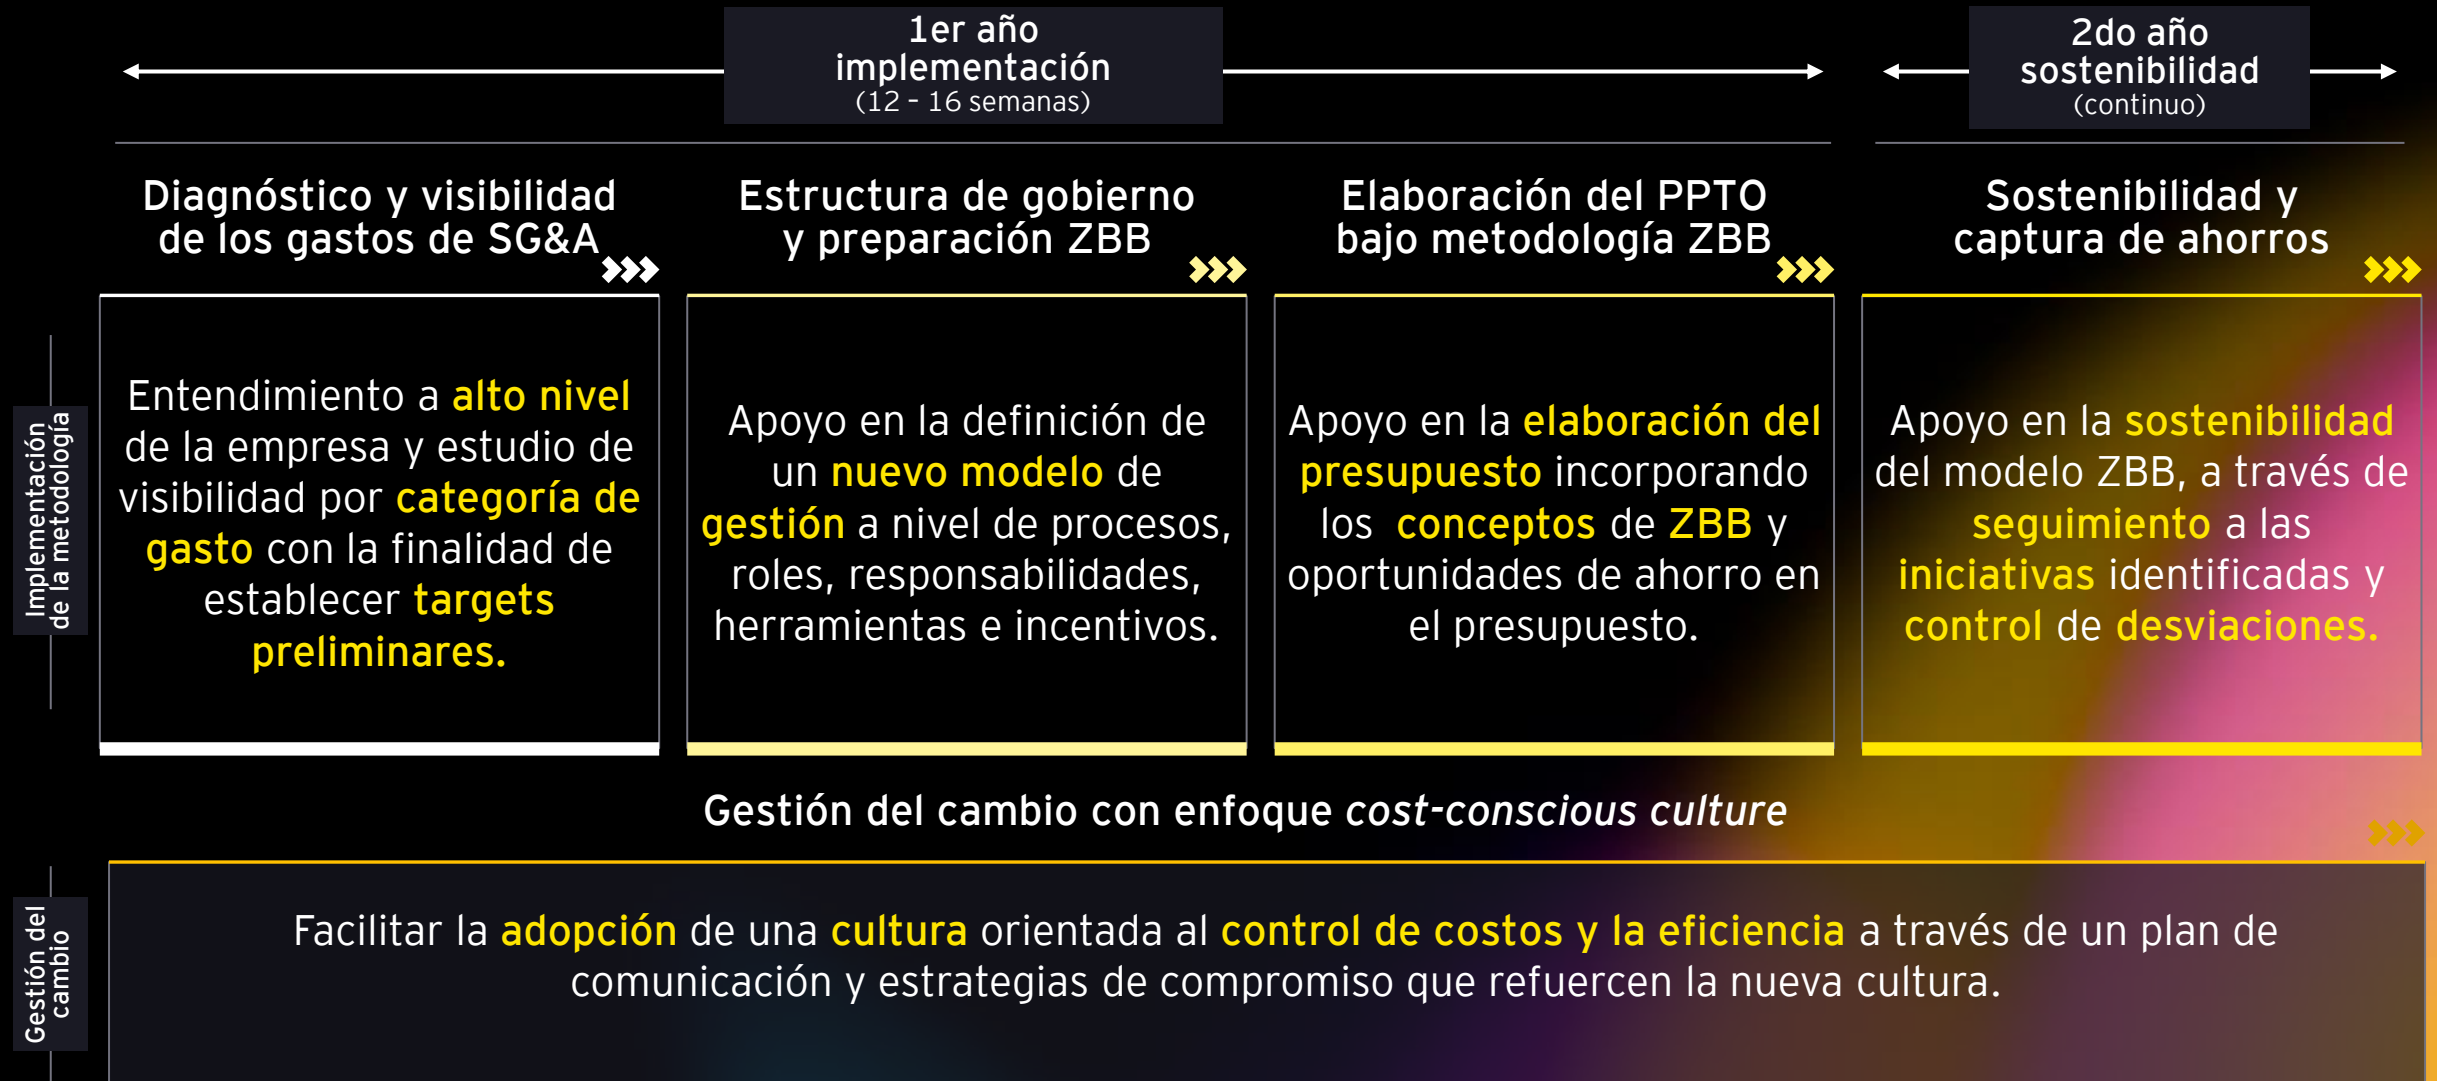 1er año
implementación
(12 – 16 semanas)
2do año
sostenibilidad
(continuo)
Diagnóstico y visibilidad
de los gastos de SG&A
Estructura de gobierno
y preparación ZBB
Elaboración del PPTO
bajo metodología ZBB
Sostenibilidad y
captura de ahorros
Implementación
de la metodología
Entendimiento a alto nivel
de la empresa y estudio de
visibilidad por categoría de
gasto con la finalidad de
establecer targets
preliminares.
Apoyo en la definición de
un nuevo modelo de
gestión a nivel de procesos,
roles, responsabilidades,
herramientas e incentivos.
Apoyo en la elaboración del
presupuesto incorporando
los conceptos de ZBB y
oportunidades de ahorro en
el presupuesto.
Apoyo en la sostenibilidad
del modelo ZBB, a través de
seguimiento a las
iniciativas identificadas y
control de desviaciones.
Gestión del cambio con enfoque cost-conscious culture
Gestión del
cambio
Facilitar la adopción de una cultura orientada al control de costos y la eficiencia a través de un plan de
comunicación y estrategias de compromiso que refuercen la nueva cultura.